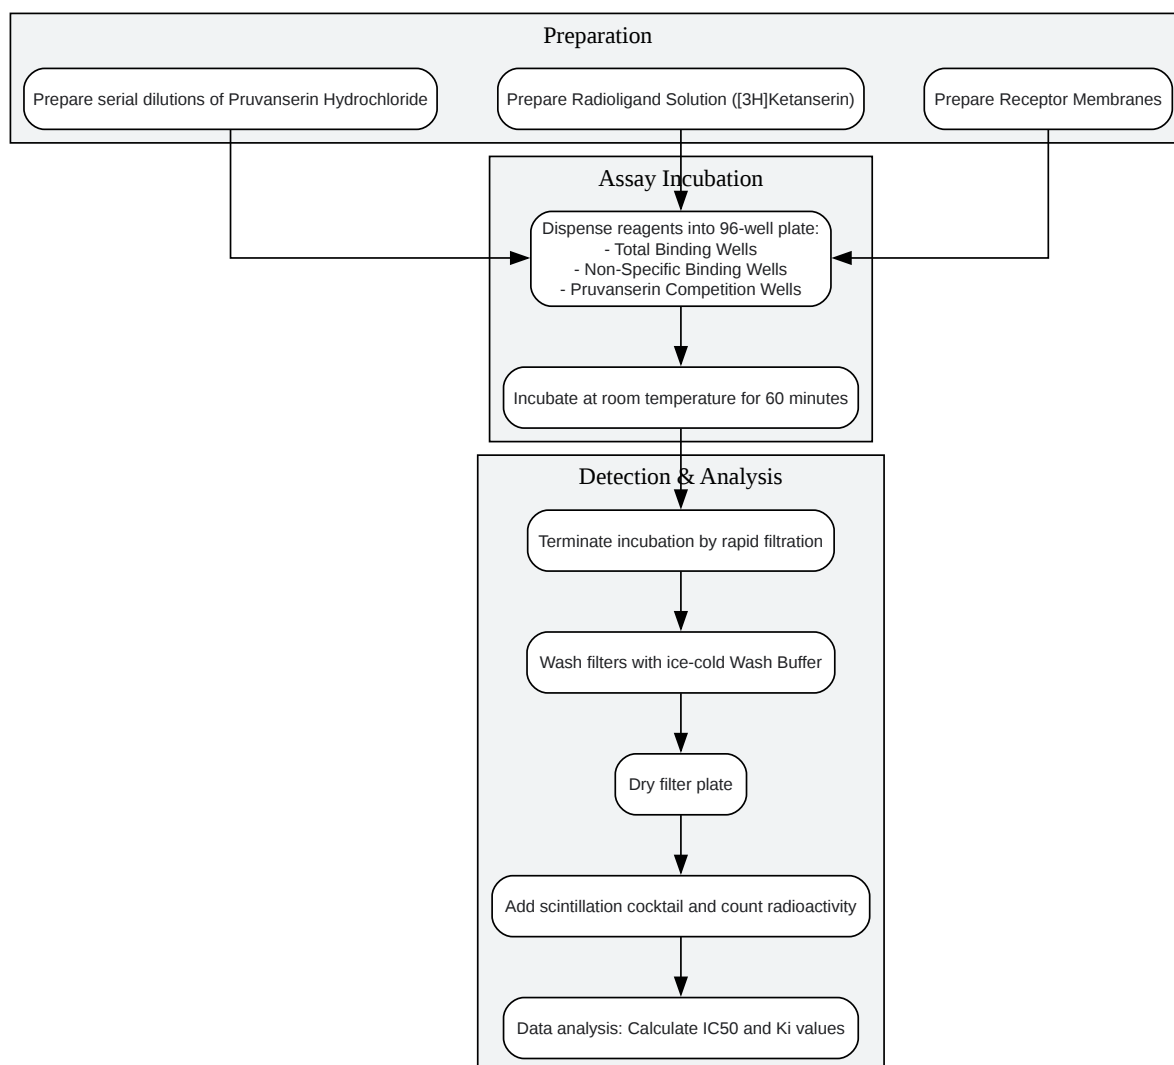 Preparation
Prepare serial dilutions of Pruvanserin Hydrochloride
Prepare Radioligand Solution ([3H]Ketanserin)
Prepare Receptor Membranes
Assay Incubation
Dispense reagents into 96-well plate:
- Total Binding Wells
- Non-Specific Binding Wells
- Pruvanserin Competition Wells
Incubate at room temperature for 60 minutes
Detection & Analysis
Terminate incubation by rapid filtration
Wash filters with ice-cold Wash Buffer
Dry filter plate
Add scintillation cocktail and count radioactivity
Data analysis: Calculate IC50 and Ki values